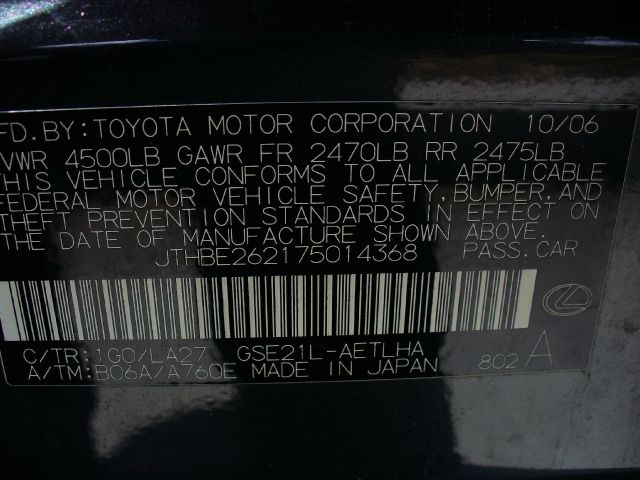 FD.BY:TOYOTA MOTOR CORPORATION 10/06
VWR 4500LB GAWR FR 2470LB RR 2475LB
THIS VEHICLE CONFORMS TO ALL APPLICABLE
FEDERAL MOTOR VEHICLE SAFETY,BUMPER,AND
THEFT PREVENTION STANDARDS IN EFFECT ON
THE DATE OF MANUFACTURE SHOWN ABOVE.
JTHBE262175014368 PASS.CAR
C/TR:1G0/LA27 GSE21L-AETLHA
A/TM:B06A/A760E MADE IN JAPAN 802 A